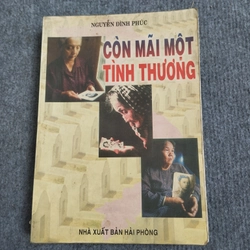 NGUYỄN ĐÌNH PHÚC
CÒN MÃI MỘT
TÌNH THƯƠNG
NHÀ XUẤT BẢN HẢI PHÒNG